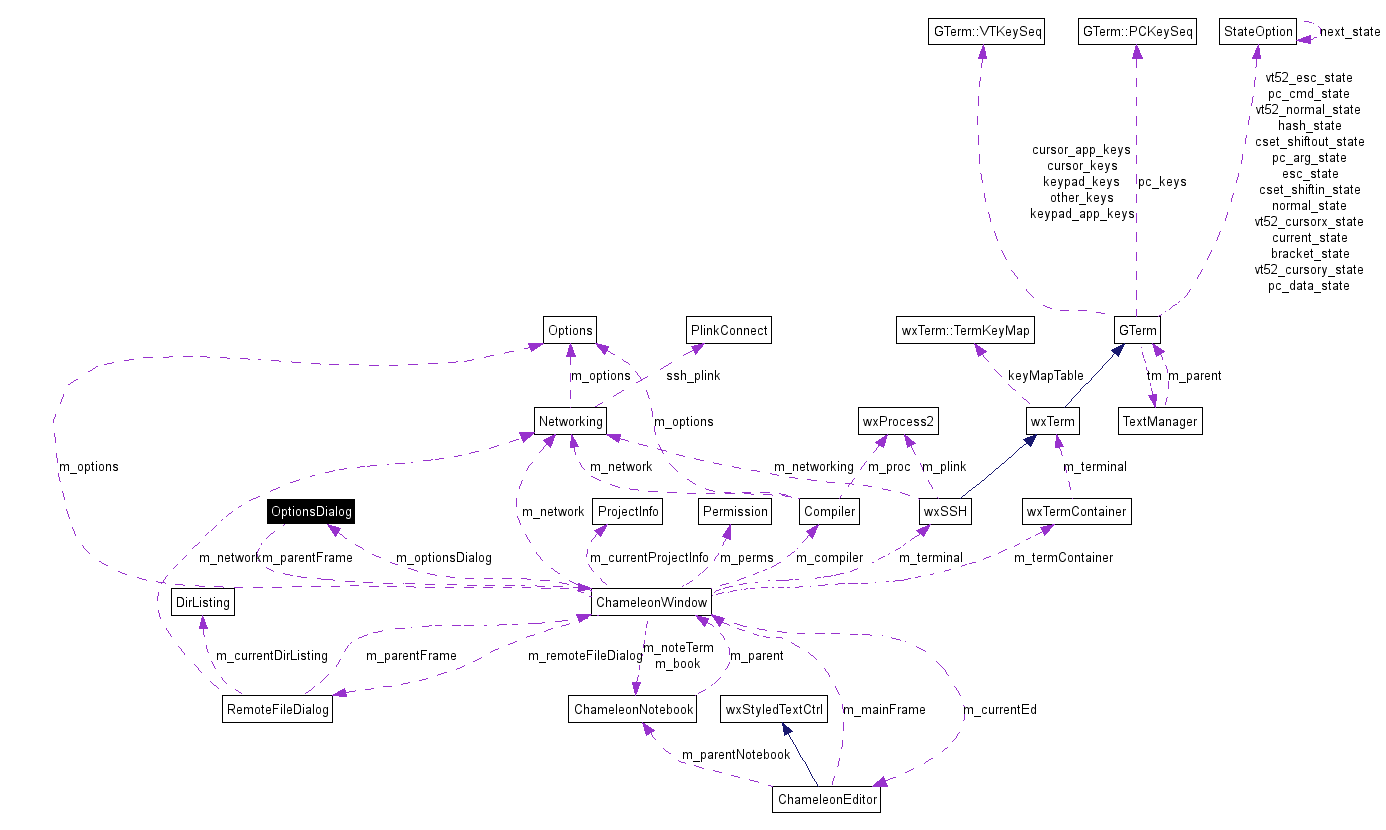 GTerm::VTKeySeq
GTerm::PCKeySeq
StateOption
next_state
vt52_esc_state
pc_cmd_state
vt52_normal_state
hash_state
cset_shiftout_state
pc_arg_state
esc_state
cset_shiftin_state
normal_state
vt52_cursorx_state
current_state
bracket_state
vt52_cursory_state
pc_data_state
cursor_app_keys
cursor_keys
keypad_keys
other_keys
keypad_app_keys
pc_keys
Options
PlinkConnect
wxTerm::TermKeyMap
GTerm
m_options
ssh_plink
keyMapTable
tm
m_parent
Networking
m_options
wxProcess2
wxTerm
TextManager
m_options
m_network
m_networking
m_proc
m_plink
m_terminal
OptionsDialog
m_network
ProjectInfo
Permission
Compiler
wxSSH
wxTermContainer
m_network
m_parentFrame
m_optionsDialog
m_currentProjectInfo
m_perms
m_compiler
m_terminal
m_termContainer
DirListing
ChameleonWindow
m_currentDirListing
m_parentFrame
m_remoteFileDialog
m_noteTerm
m_book
m_parent
RemoteFileDialog
ChameleonNotebook
wxStyledTextCtrl
m_mainFrame
m_currentEd
m_parentNotebook
ChameleonEditor